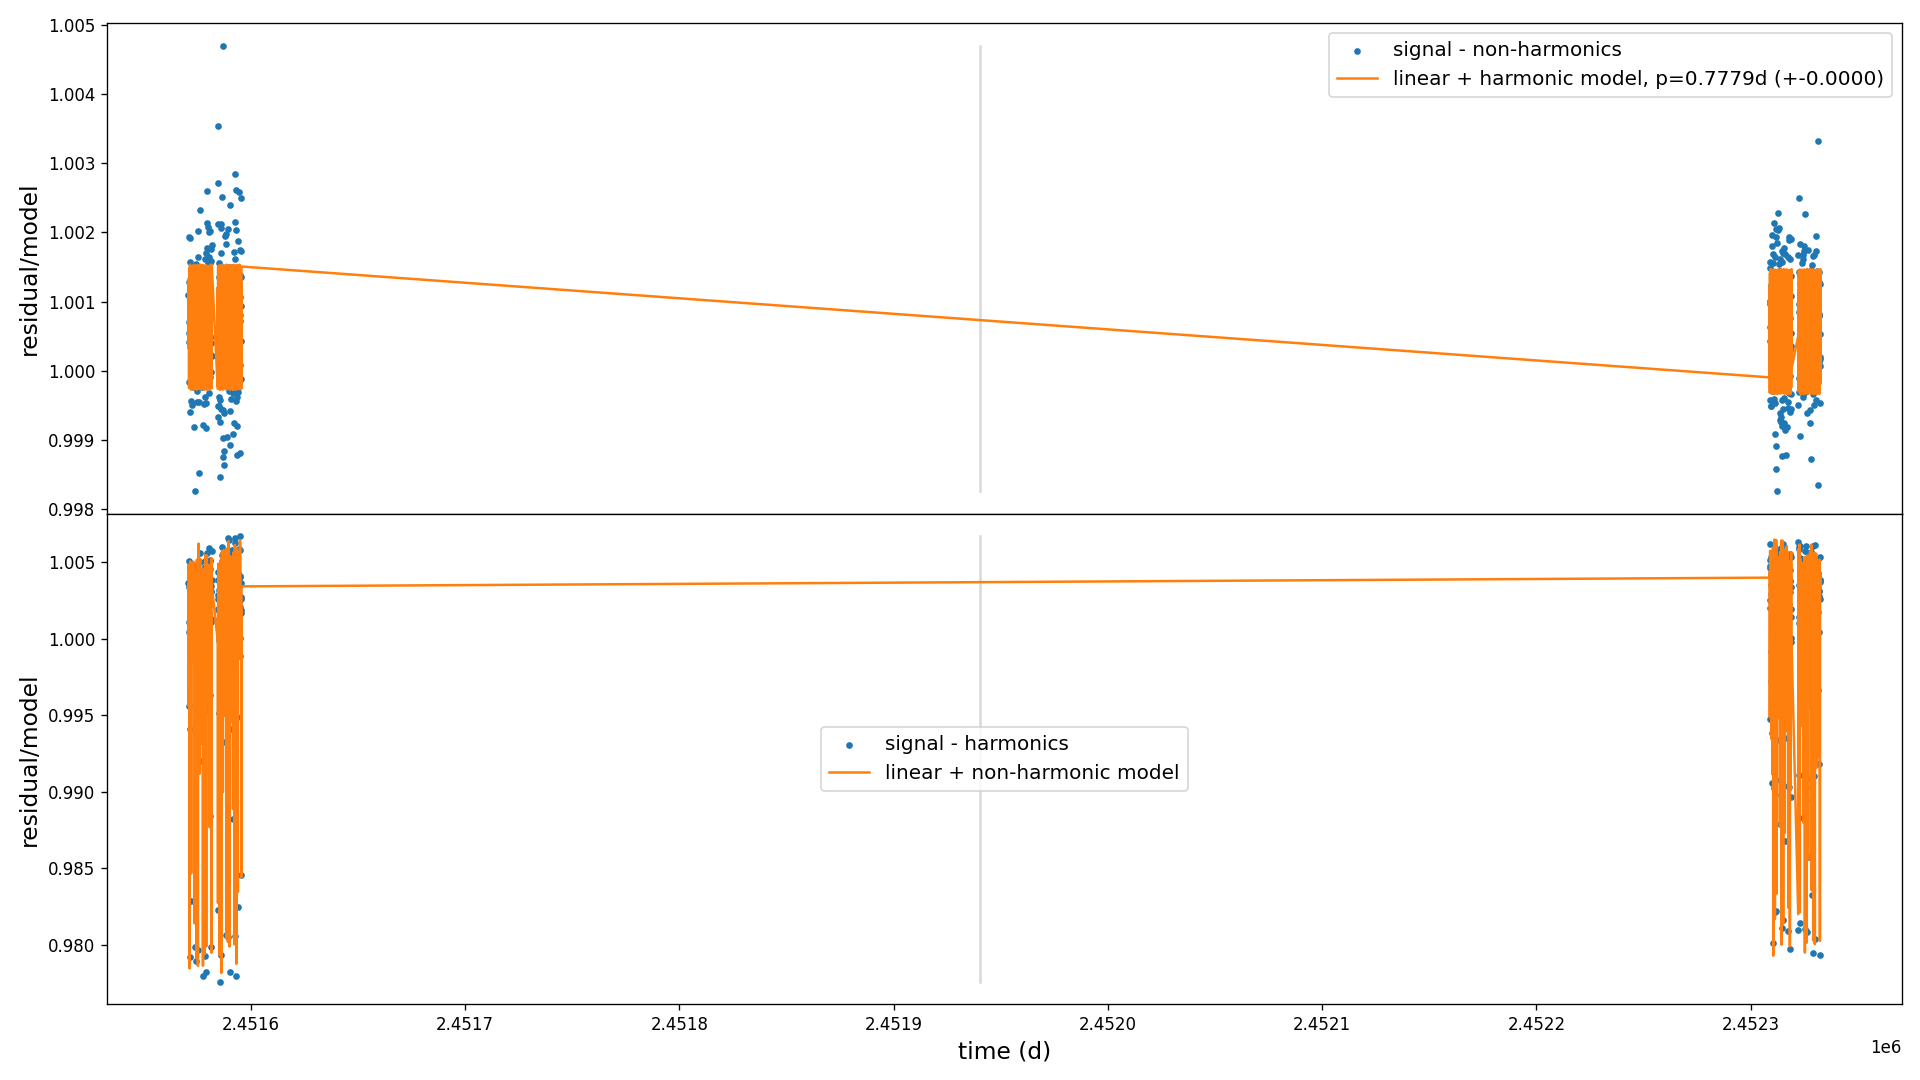 1.005
1.004
1.003
1.002
1.001
1.000
0.999
0.998
residual/model
signal - non-harmonics
linear + harmonic model, p=0.7779d (+-0.0000)
1.005
1.000
0.995
0.990
0.985
0.980
residual/model
signal - harmonics
linear + non-harmonic model
2.4516
2.4517
2.4518
2.4519
2.4520
2.4521
2.4522
2.4523
1e6
time (d)